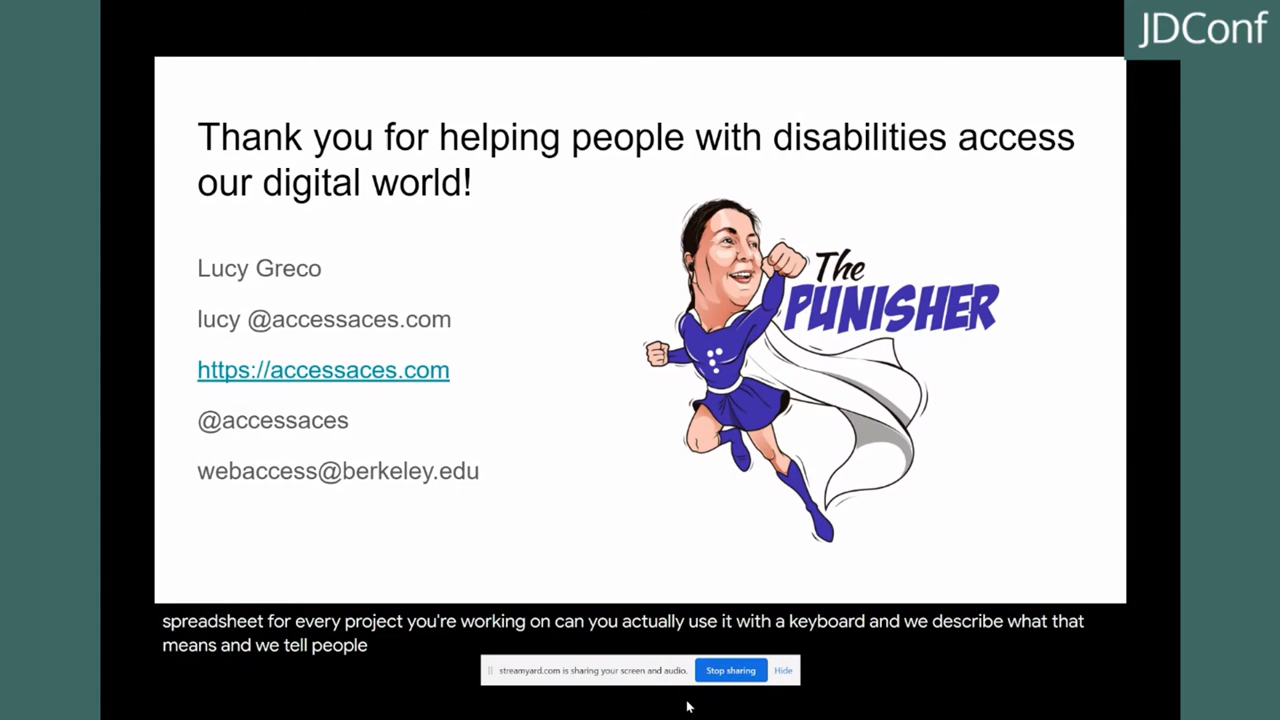 JDConf
Thank you for helping people with disabilities access
our digital world!
Lucy Greco
lucy @accessaces.com
https://accessaces.com
@accessaces
webaccess@berkeley.edu
The
PUNISHER
spreadsheet for every project you're working on can you actually use it with a keyboard and we describe what that
means and we tell people
streamyard.com is sharing your screen and audio.
Stop sharing
Hide